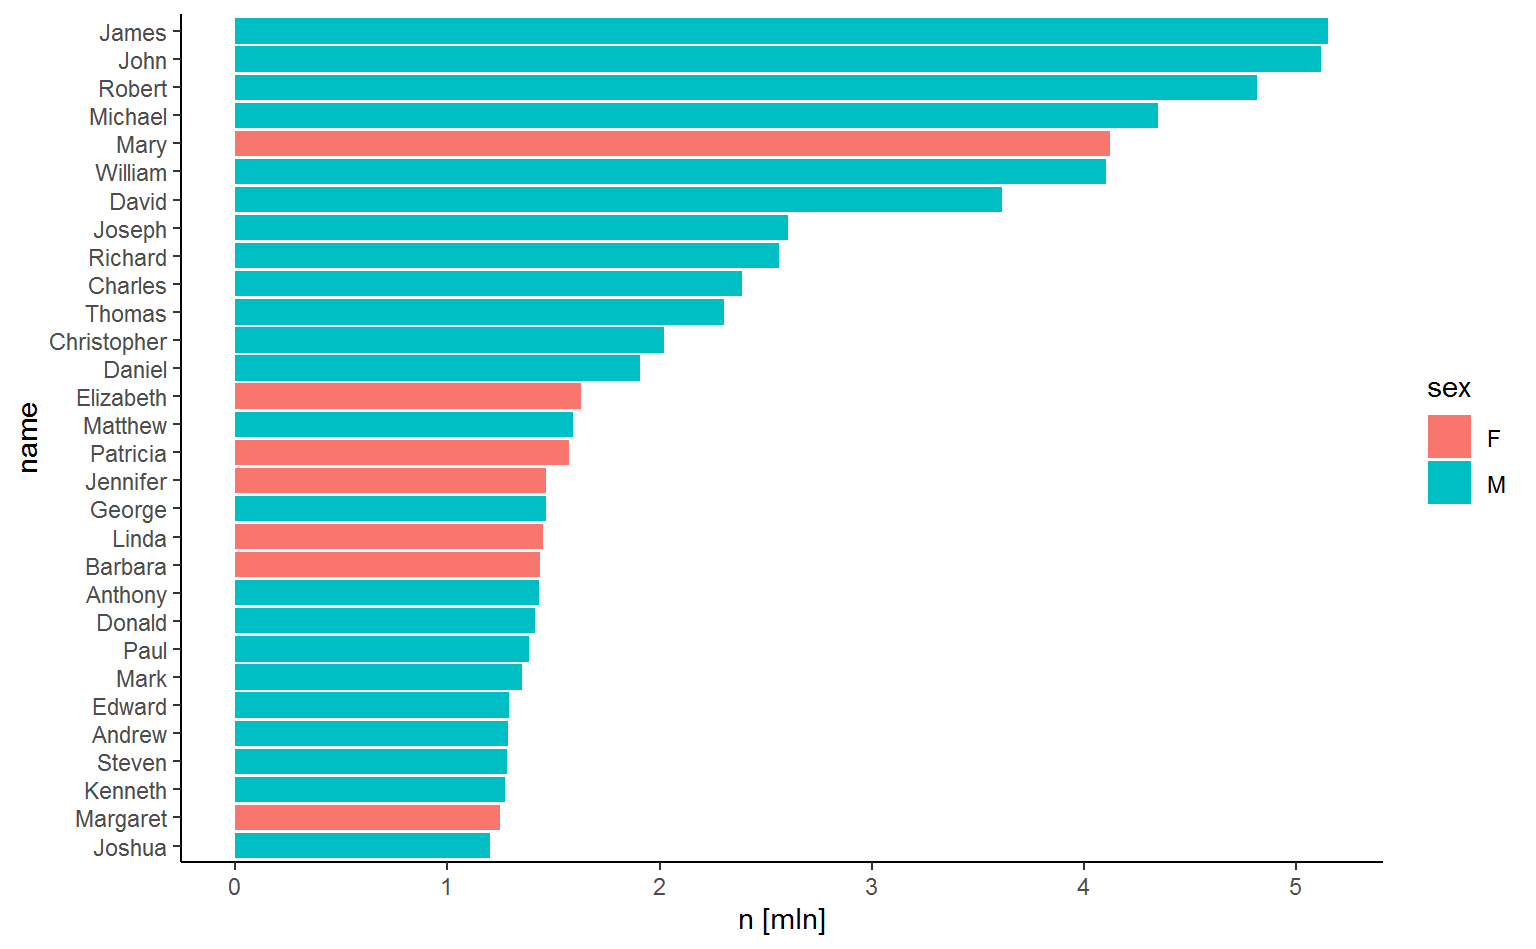 James
John
Robert
Michael
Mary
William
David
Joseph
Richard
Charles
Thomas
Christopher
Daniel
Elizabeth
Matthew
Patricia
Jennifer
George
Linda
Barbara
Anthony
Donald
Paul
Mark
Edward
Andrew
Steven
Kenneth
Margaret
Joshua
name
0 1 2 3 4 5
n [mln]
sex
F
M